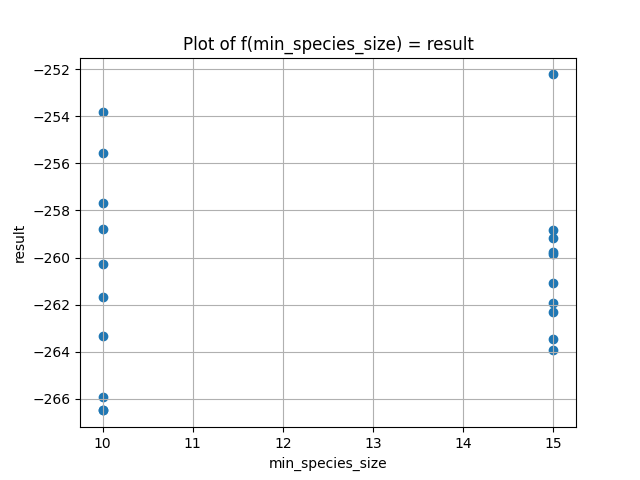 Plot of f(min_species_size) = result
−252
−254
−256
−258
−260
−262
−264
−266
result
10 11 12 13 14 15
min_species_size